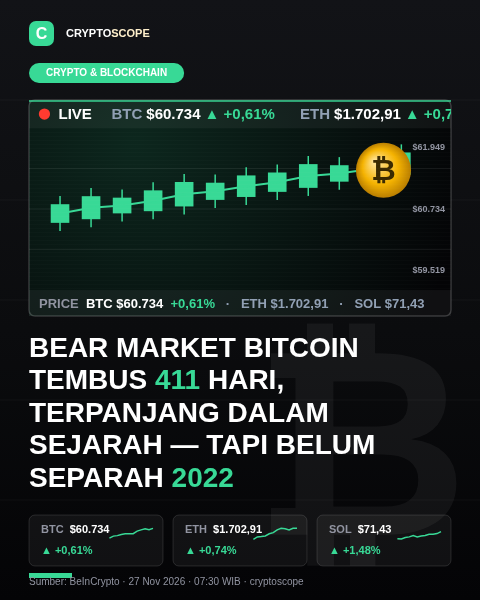 C CRYPTOSCOPE
CRYPTO & BLOCKCHAIN
LIVE BTC $60.734 ▲ +0,61% ETH $1.702,91 ▲ +0,7
$61.949
$60.734
$59.519
PRICE BTC $60.734 +0,61% · ETH $1.702,91 · SOL $71,43
BEAR MARKET BITCOIN
TEMBUS 411 HARI,
TERPANJANG DALAM
SEJARAH — TAPI BELUM
SEPARAH 2022
BTC $60.734 ETH $1.702,91 SOL $71,43
▲ +0,61% ▲ +0,74% ▲ +1,48%
Sumber: BeInCrypto · 27 Nov 2026 · 07:30 WIB · cryptoscope